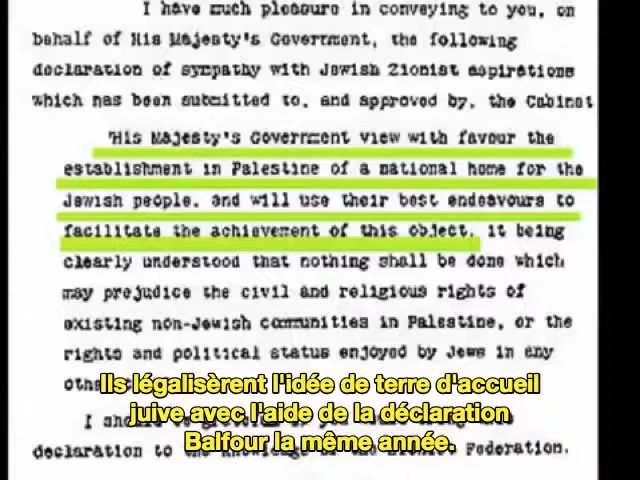 I have much pleasure in conveying to you, on
behalf of His Majesty's Government, the following
declaration of sympathy with Jewish Zionist aspirations
which has been submitted to, and approved by, the Cabinet
'His Majesty's Government view with favour the
establishment in Palestine of a national home for the
Jewish people, and will use their best endeavours to
facilitate the achievement of this object, it being
clearly understood that nothing shall be done which
may prejudice the civil and religious rights of
existing non-Jewish communities in Palestine, or the
rights and political status enjoyed by Jews in any
Ils légalisèrent l'idée de terre d'accueil
juive avec l'aide de la déclaration
Balfour la même année.
I
declaration to the Federation.